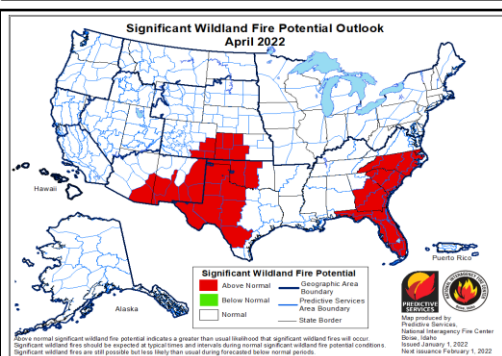 Significant Wildland Fire Potential Outlook
April 2022
Hawaii
Alaska
Puerto Rico
Significant Wildland Fire Potential
Above Normal
Below Normal
Normal
Geographic Area
Boundary
Predictive Services
Area Boundary
State Border
PREDICTIVE
SERVICES
Map produced by
Predictive Services,
National Interagency Fire Center
Boise, Idaho
Issued January 1, 2022
Next issuance February 1, 2022
Above normal significant wildland fire potential indicates a greater than usual likelihood that significant wildland fires will occur.
Significant wildland fires should be expected at typical times and intervals during normal significant wildland fire potential conditions.
Significant wildland fires are still possible but less likely than usual during forecasted below normal periods.